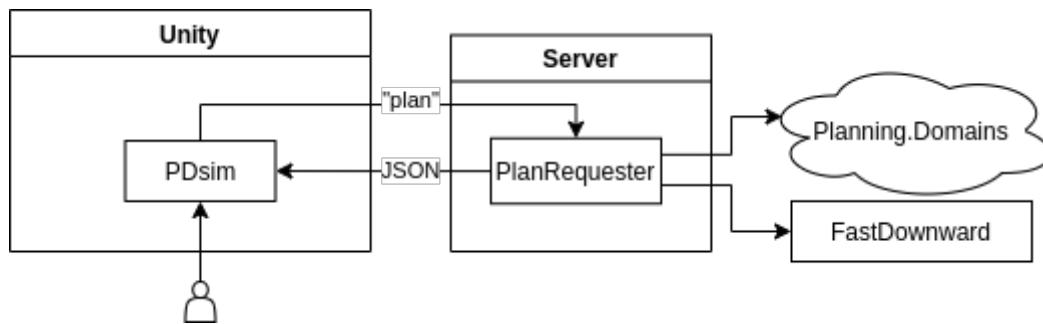 Unity
Server
"plan"
Planning.Domains
PDsim
JSON
PlanRequester
FastDownward